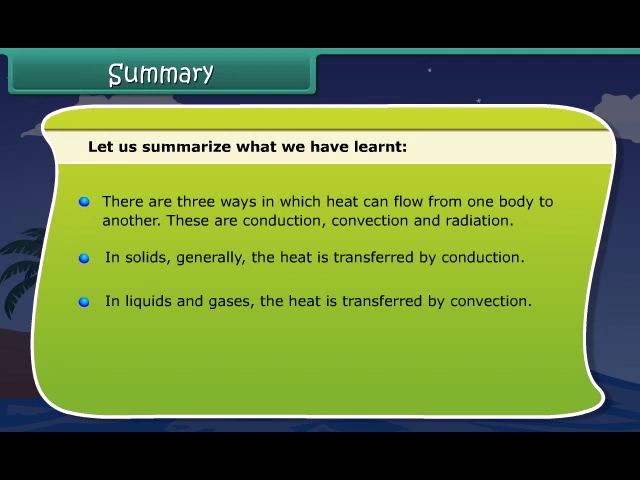 Summary
Let us summarize what we have learnt:
There are three ways in which heat can flow from one body to
another. These are conduction, convection and radiation.
In solids, generally, the heat is transferred by conduction.
In liquids and gases, the heat is transferred by convection.